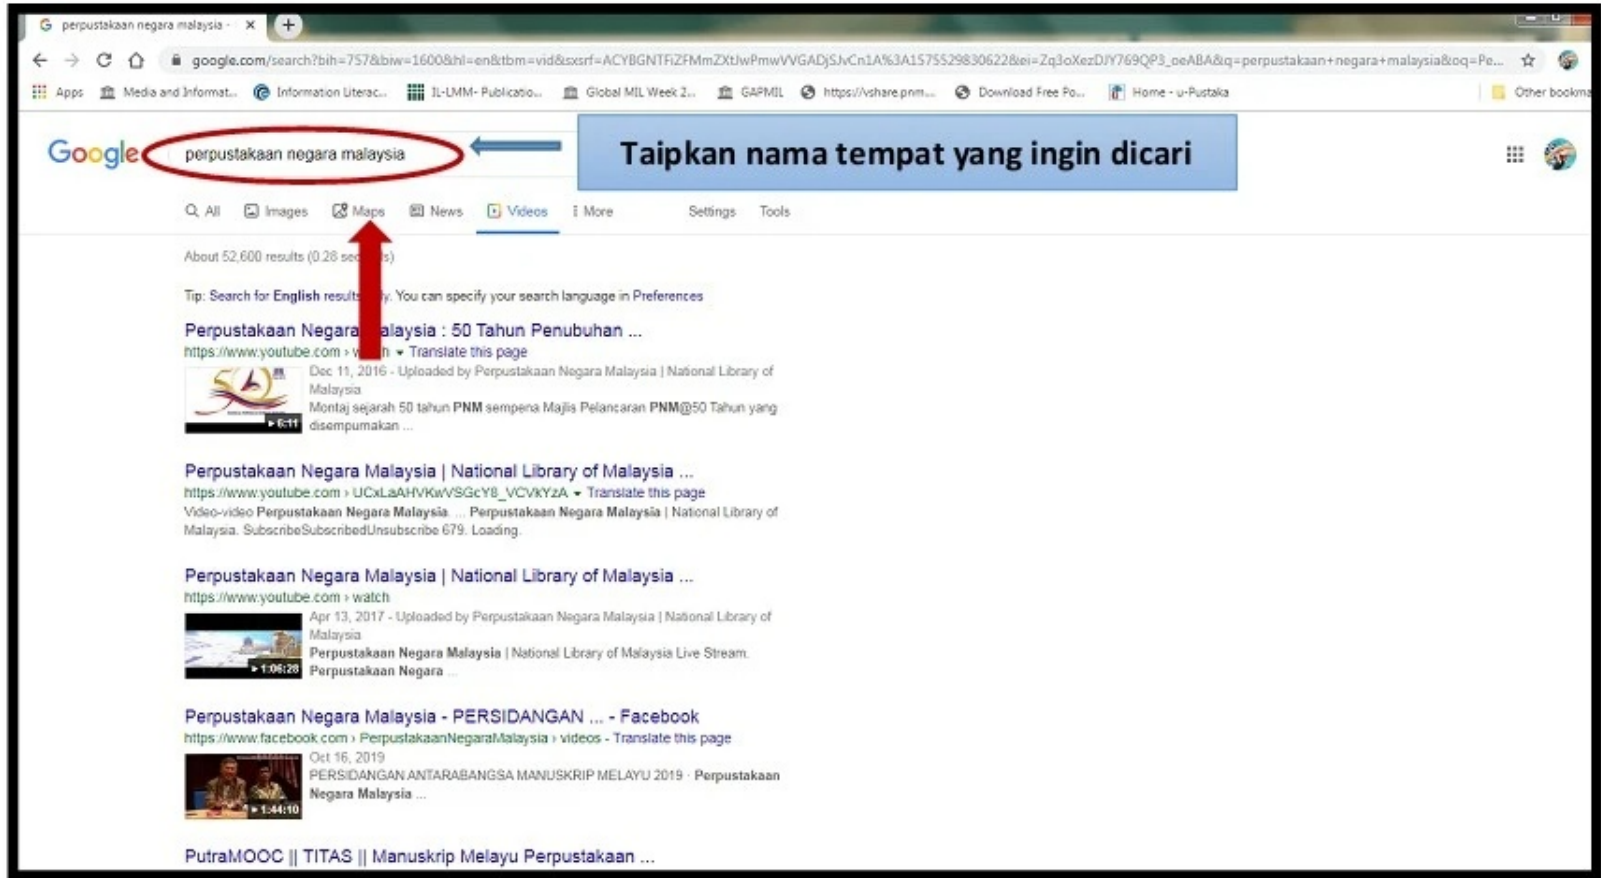 perpustakaan negara malaysia -
google.com/search?bih=757&biw=1600&hl=en&tbm=vid&sxsrf=ACYBGNTFiZFMmZXtJwPmwVVGADjSJvCn1A%3A1575529830622&ei=Zq3oXezDJY769QP3_oeABA&q=perpustakaan+negara+malaysia&oq=Pe...
Apps Media and Informat... Information Literac... IL-LMM- Publicatio... Global MIL Week 2... GAPMIL https://vshare.pnm.... Download Free Po... Home - u-Pustaka Other bookma
Google perpustakaan negara malaysia
Taipkan nama tempat yang ingin dicari
All Images Maps News Videos More Settings Tools
About 52,600 results (0.28 sec s)
Tip: Search for English results y. You can specify your search language in Preferences
Perpustakaan Negara Malaysia : 50 Tahun Penubuhan ...
https://www.youtube.com › w h Translate this page
Dec 11, 2016 - Uploaded by Perpustakaan Negara Malaysia | National Library of
Malaysia
Montaj sejarah 50 tahun PNM sempena Majlis Pelancaran PNM@50 Tahun yang
6:11 disempurnakan ...
Perpustakaan Negara Malaysia | National Library of Malaysia ...
https://www.youtube.com › UCxLaAHVKwVSGcY8_VCVkYzA Translate this page
Video-video Perpustakaan Negara Malaysia. ... Perpustakaan Negara Malaysia | National Library of
Malaysia. SubscribeSubscribedUnsubscribe 679. Loading.
Perpustakaan Negara Malaysia | National Library of Malaysia ...
https://www.youtube.com › watch
Apr 13, 2017 - Uploaded by Perpustakaan Negara Malaysia | National Library of
Malaysia
Perpustakaan Negara Malaysia | National Library of Malaysia Live Stream.
1:06:28 Perpustakaan Negara ...
Perpustakaan Negara Malaysia - PERSIDANGAN ... - Facebook
https://www.facebook.com › PerpustakaanNegaraMalaysia › videos - Translate this page
Oct 16, 2019
PERSIDANGAN ANTARABANGSA MANUSKRIP MELAYU 2019 · Perpustakaan
Negara Malaysia ...
1:44:10
PutraMOOC || TITAS || Manuskrip Melayu Perpustakaan ...